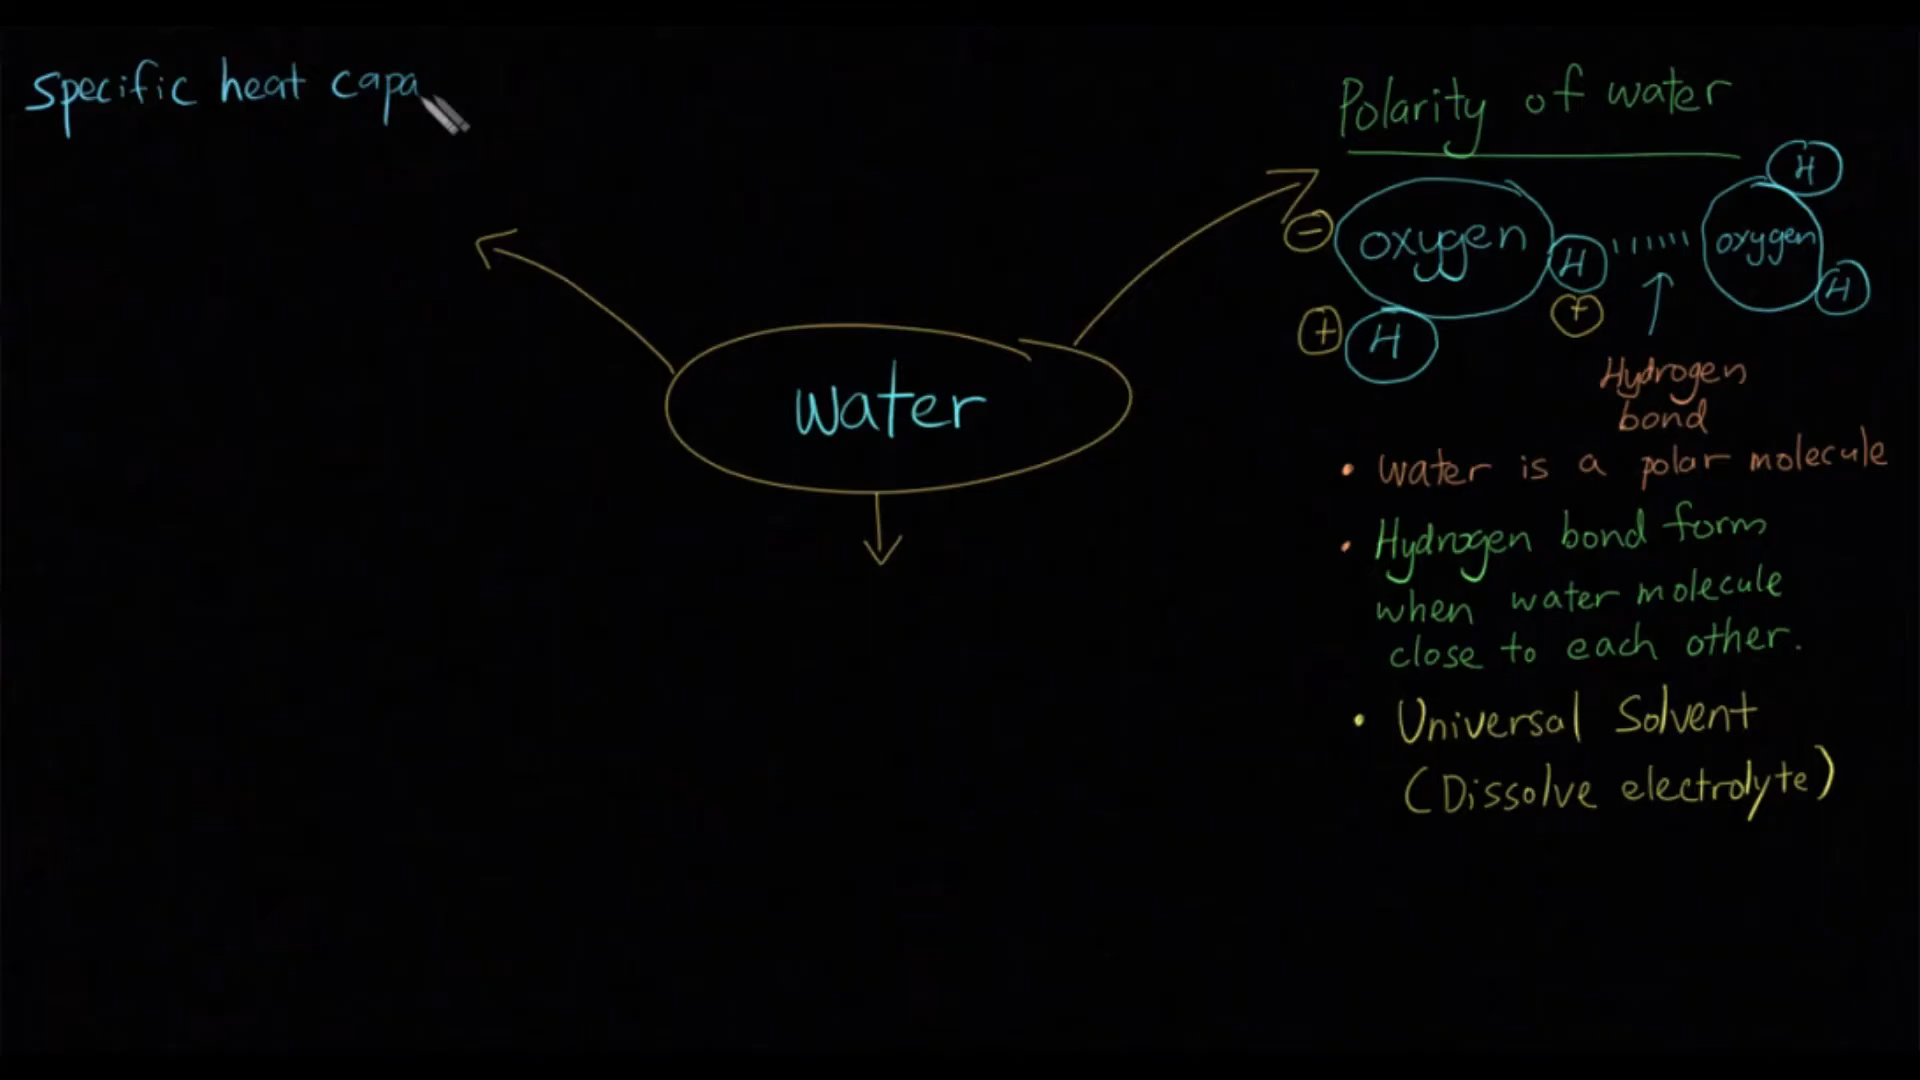 Specific heat capa
Polarity of water
H
− oxygen H oxygen
H
+ H +
Hydrogen
bond
water
• water is a polar molecule
• Hydrogen bond form
when water molecule
close to each other.
• Universal Solvent
(Dissolve electrolyte)